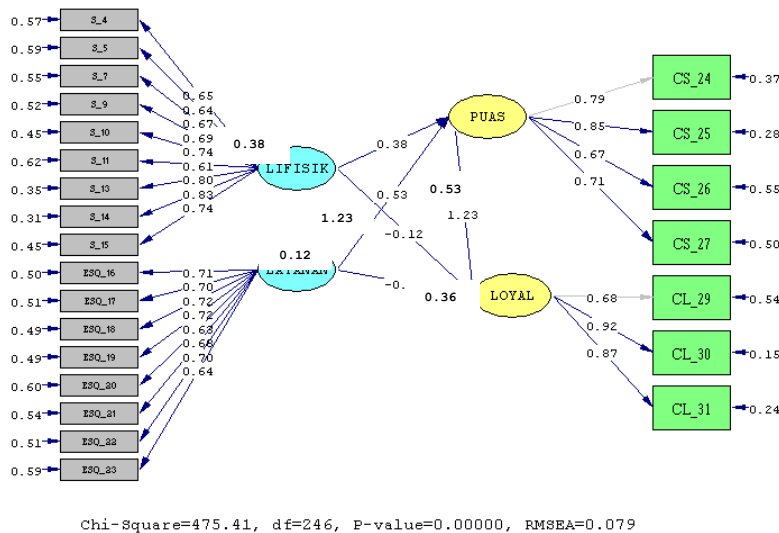 0.57 S_4
0.59 S_5
0.55 S_7
0.52 S_9
0.45 S_10
0.62 S_11
0.35 S_13
0.31 S_14
0.45 S_15
0.50 ESQ_16
0.51 ESQ_17
0.49 ESQ_18
0.49 ESQ_19
0.60 ESQ_20
0.54 ESQ_21
0.51 ESQ_22
0.59 ESQ_23
0.65
0.64
0.67
0.69
0.74
0.61
0.80
0.83
0.74
0.71
0.70
0.72
0.72
0.63
0.68
0.70
0.64
0.38
LIFISIK
0.12
LAYANAN
1.23
0.38
0.53
-0.12
-0.
PUAS
0.53
1.23
0.36
LOYAL
0.79
0.85
0.67
0.71
0.68
0.92
0.87
CS_24 0.37
CS_25 0.28
CS_26 0.55
CS_27 0.50
CL_29 0.54
CL_30 0.15
CL_31 0.24
Chi-Square=475.41, df=246, P-value=0.00000, RMSEA=0.079